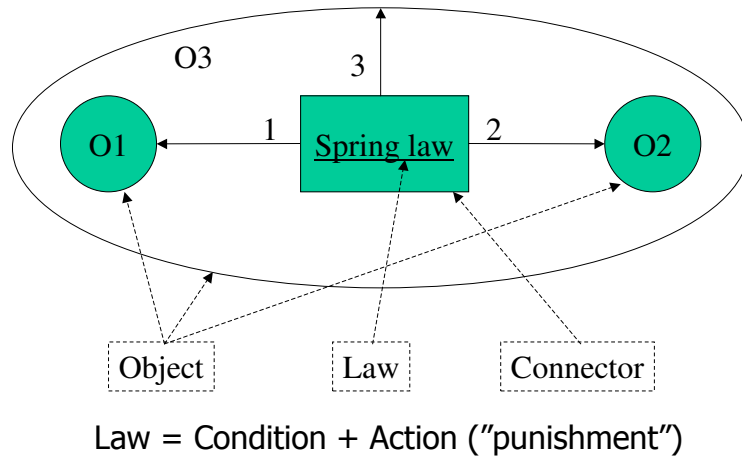 O3
3
O1
1
Spring law
2
O2
Object
Law
Connector
Law = Condition + Action (”punishment”)